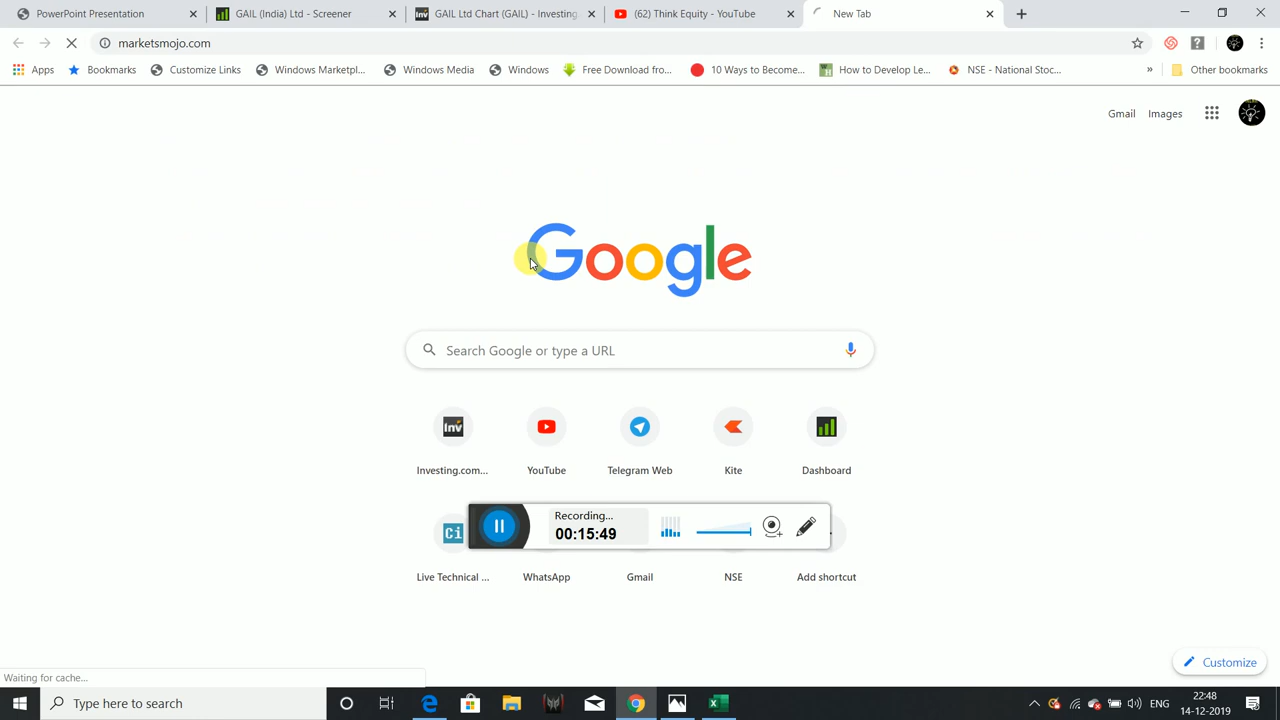 PowerPoint Presentation
GAIL (India) Ltd - Screener
GAIL Ltd Chart (GAIL) - Investing
(62) Think Equity - YouTube
New Tab
marketsmojo.com
Apps
Bookmarks
Customize Links
Windows Marketpl...
Windows Media
Windows
Free Download fro...
10 Ways to Become...
How to Develop Le...
NSE - National Stoc...
Other bookmarks
Gmail
Images
Google
Search Google or type a URL
Inv
Investing.com...
YouTube
Telegram Web
Kite
Dashboard
Recording...
00:15:49
Ci
Live Technical ...
WhatsApp
Gmail
NSE
Add shortcut
Customize
Waiting for cache...
Type here to search
ENG
22:48
14-12-2019